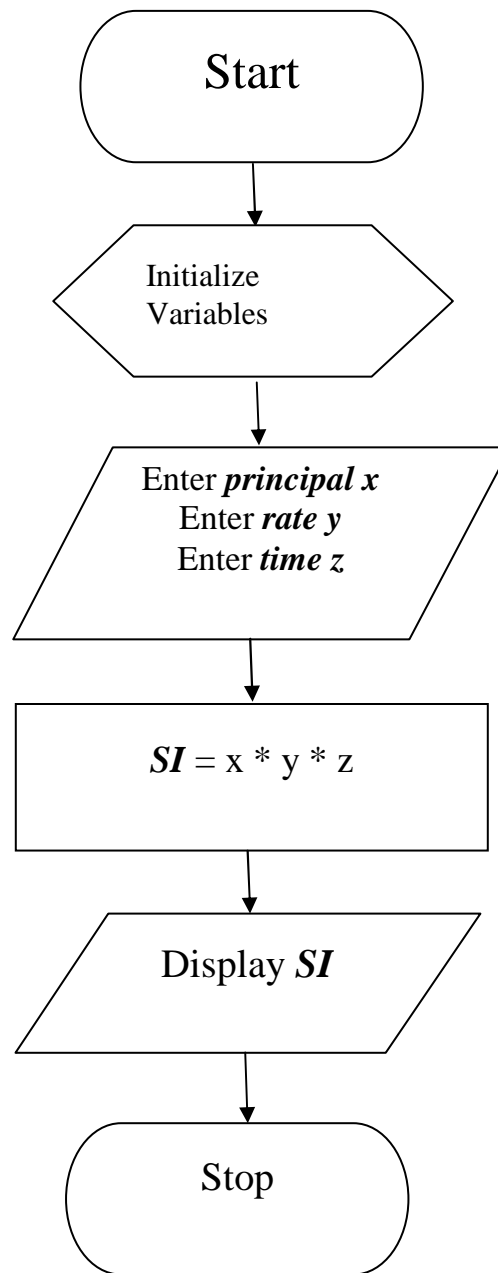 Start
Initialize
Variables
Enter principal x
Enter rate y
Enter time z
SI = x * y * z
Display SI
Stop